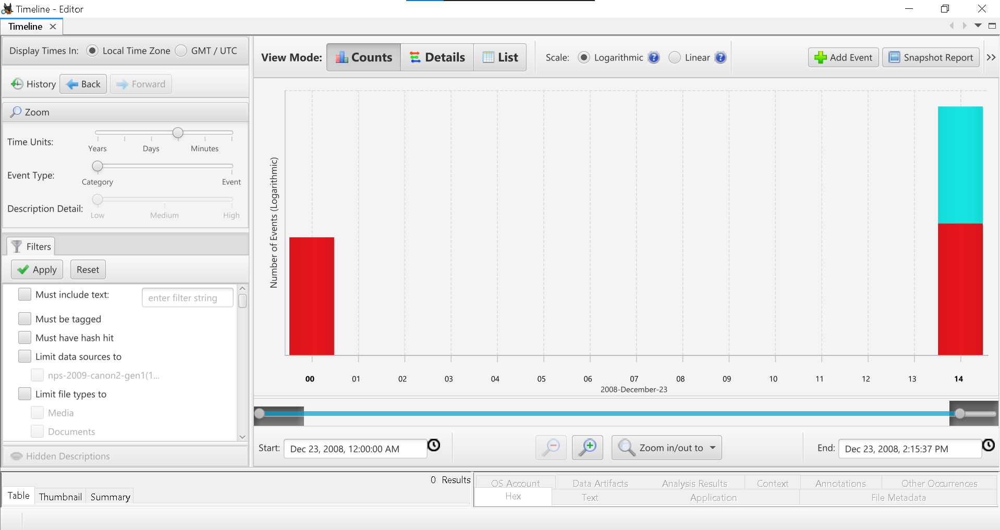 Timeline - Editor
Timeline
Display Times In: Local Time Zone GMT / UTC
History Back Forward
Zoom
Time Units:
Years Days Minutes
Event Type:
Category Event
Description Detail:
Low Medium High
Filters
Apply Reset
Must include text: enter filter string
Must be tagged
Must have hash hit
Limit data sources to
nps-2009-canon2-gen1(1...
Limit file types to
Media
Documents
Hidden Descriptions
View Mode: Counts Details List Scale: Logarithmic ? Linear ? Add Event Snapshot Report >>
Number of Events (Logarithmic)
00 01 02 03 04 05 06 07 08 09 10 11 12 13 14
2008-December-23
Start: Dec 23, 2008, 12:00:00 AM Zoom in/out to End: Dec 23, 2008, 2:15:37 PM
0 Results
Table Thumbnail Summary
OS Account Data Artifacts Analysis Results Context Annotations Other Occurrences
Hex Text Application File Metadata